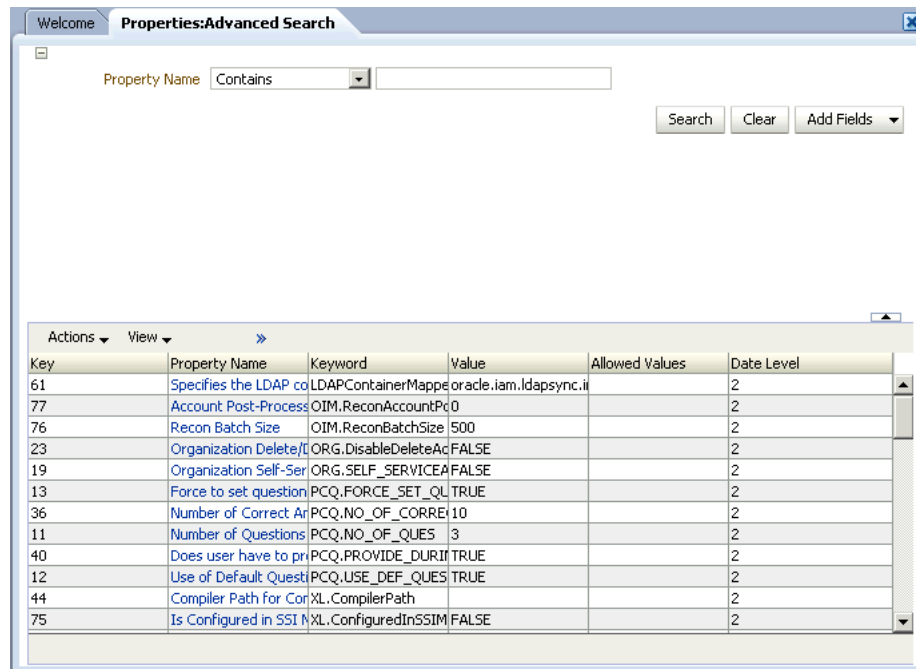 Welcome Properties:Advanced Search
Property Name Contains
Search Clear Add Fields
Actions View »
Key Property Name Keyword Value Allowed Values Date Level
61 Specifies the LDAP co LDAPContainerMappe oracle.iam.ldapsync.i 2
77 Account Post-Process OIM.ReconAccountPo 0 2
76 Recon Batch Size OIM.ReconBatchSize 500 2
23 Organization Delete/D ORG.DisableDeleteAc FALSE 2
19 Organization Self-Ser ORG.SELF_SERVICEA FALSE 2
13 Force to set question PCQ.FORCE_SET_QU TRUE 2
36 Number of Correct An PCQ.NO_OF_CORRE 10 2
11 Number of Questions PCQ.NO_OF_QUES 3 2
40 Does user have to pr PCQ.PROVIDE_DURI TRUE 2
12 Use of Default Questi PCQ.USE_DEF_QUES TRUE 2
44 Compiler Path for Con XL.CompilerPath 2
75 Is Configured in SSI M XL.ConfiguredInSSIM FALSE 2